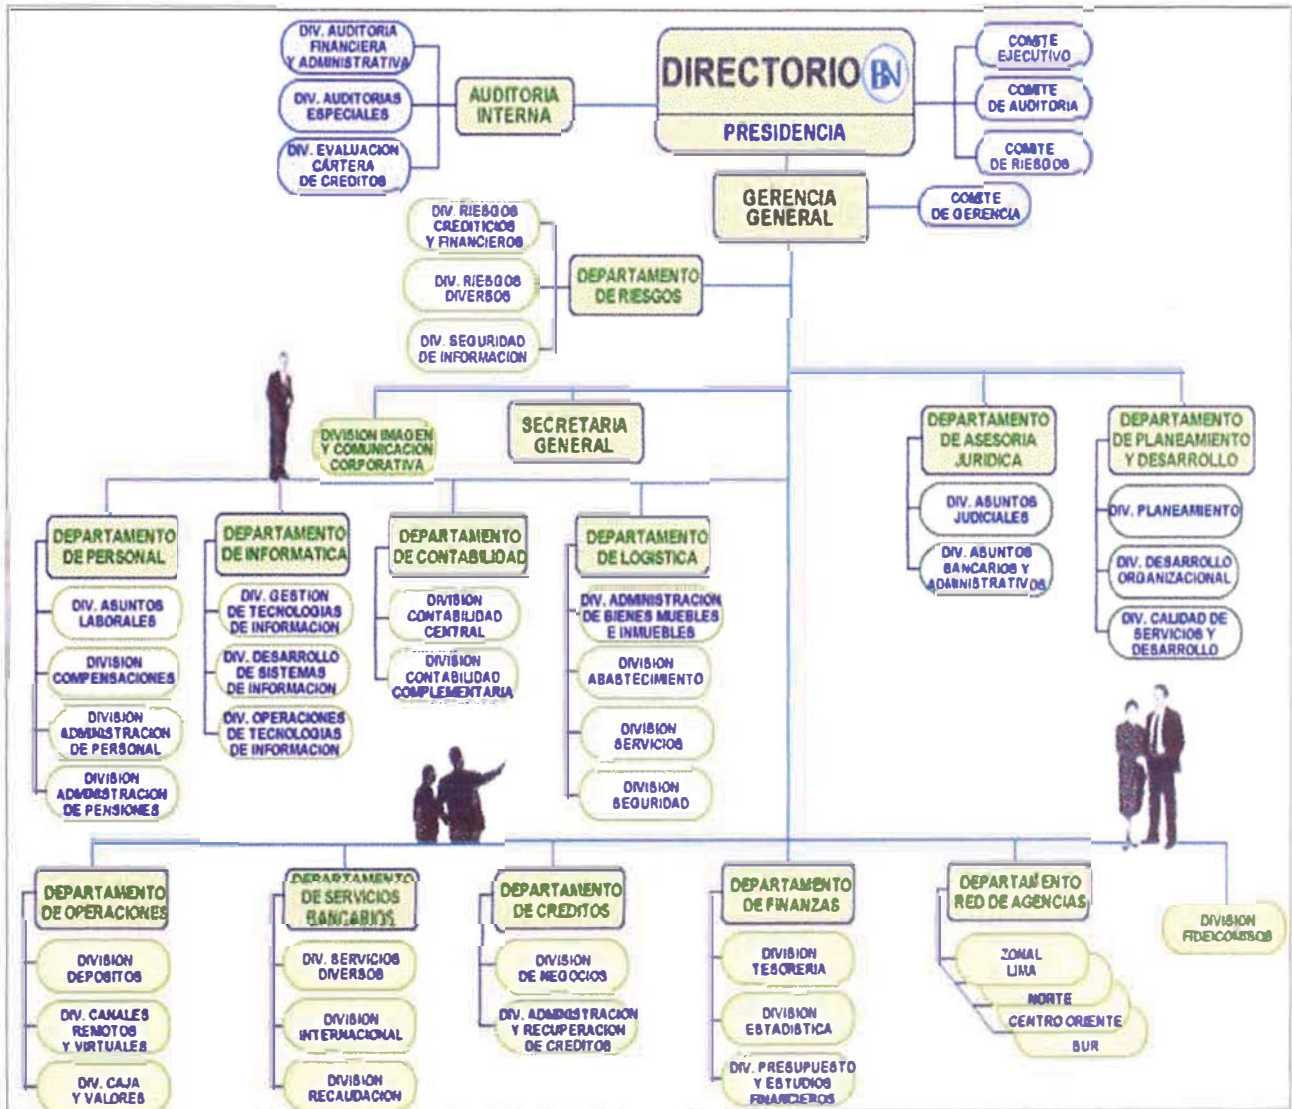 DIV. AUDITORIA
FINANCIERA
Y ADMINISTRATIVA
DIV. AUDITORIAS
ESPECIALES
DIV. EVALUACION
CARTERA
DE CREDITOS
AUDITORIA
INTERNA
DIRECTORIO BN
PRESIDENCIA
COMITE
EJECUTIVO
COMITE
DE AUDITORIA
COMITE
DE RIESGOS
GERENCIA
GENERAL
COMITE
DE GERENCIA
DIV. RIESGOS
CREDITICIOS
Y FINANCIEROS
DIV. RIESGOS
DIVERSOS
DIV. SEGURIDAD
DE INFORMACION
DEPARTAMENTO
DE RIESGOS
DIVISION IMAGEN
Y COMUNICACION
CORPORATIVA
SECRETARIA
GENERAL
DEPARTAMENTO
DE ASESORIA
JURIDICA
DIV. ASUNTOS
JUDICIALES
DIV. ASUNTOS
BANCARIOS Y
ADMINISTRATIVOS
DEPARTAMENTO
DE PLANEAMIENTO
Y DESARROLLO
DIV. PLANEAMIENTO
DIV. DESARROLLO
ORGANIZACIONAL
DIV. CALIDAD DE
SERVICIOS Y
DESARROLLO
DEPARTAMENTO
DE PERSONAL
DIV. ASUNTOS
LABORALES
DIVISION
COMPENSACIONES
DIVISION
ADMINISTRACION
DE PERSONAL
DIVISION
ADMINISTRACION
DE PENSIONES
DEPARTAMENTO
DE INFORMATICA
DIV. GESTION
DE TECNOLOGIAS
DE INFORMACION
DIV. DESARROLLO
DE SISTEMAS
DE INFORMACION
DIV. OPERACIONES
DE TECNOLOGIAS
DE INFORMACION
DEPARTAMENTO
DE CONTABILIDAD
DIVISION
CONTABILIDAD
CENTRAL
DIVISION
CONTABILIDAD
COMPLEMENTARIA
DEPARTAMENTO
DE LOGISTICA
DIV. ADMINISTRACION
DE BIENES MUEBLES
E INMUEBLES
DIVISION
ABASTECIMIENTO
DIVISION
SERVICIOS
DIVISION
SEGURIDAD
DEPARTAMENTO
DE OPERACIONES
DIVISION
DEPOSITOS
DIV. CANALES
REMOTOS
Y VIRTUALES
DIV. CAJA
Y VALORES
DEPARTAMENTO
DE SERVICIOS
BANCARIOS
DIV. SERVICIOS
DIVERSOS
DIVISION
INTERNACIONAL
DIVISION
RECAUDACION
DEPARTAMENTO
DE CREDITOS
DIVISION
DE NEGOCIOS
DIV. ADMINISTRACION
Y RECUPERACION
DE CREDITOS
DEPARTAMENTO
DE FINANZAS
DIVISION
TESORERIA
DIVISION
ESTADISTICA
DIV. PRESUPUESTO
Y ESTUDIOS
FINANCIEROS
DEPARTAMENTO
RED DE AGENCIAS
ZONAL
LIMA
NORTE
CENTRO ORIENTE
SUR
DIVISION
FIDEICOMISOS